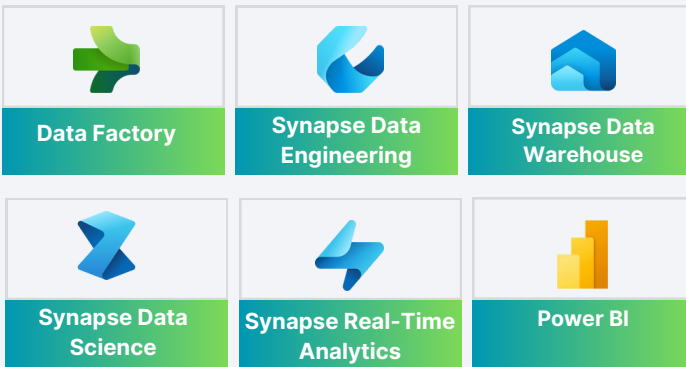 Data Factory
Synapse Data
Engineering
Synapse Data
Warehouse
Synapse Data
Science
Synapse Real-Time
Analytics
Power BI